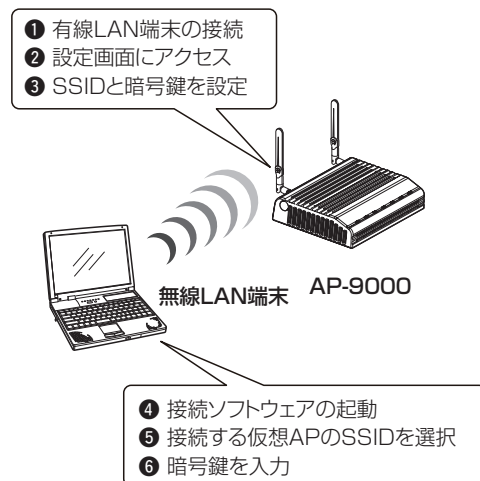 ❶ 有線LAN端末の接続
❷ 設定画面にアクセス
❸ SSIDと暗号鍵を設定
無線LAN端末
AP-9000
❹ 接続ソフトウェアの起動
❺ 接続する仮想APのSSIDを選択
❻ 暗号鍵を入力